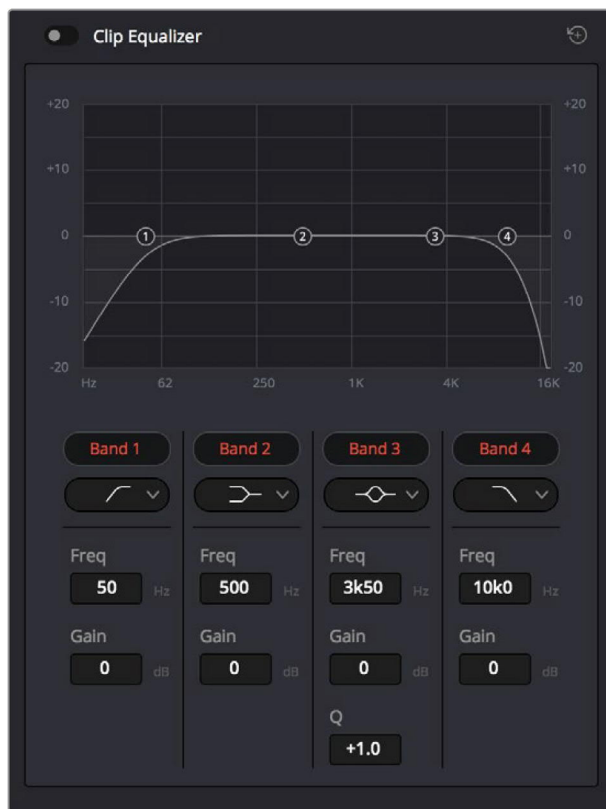 Clip Equalizer
+20 +20
+10 +10
0 1 2 3 4 0
-10 -10
-20 -20
Hz 62 250 1K 4K 16K
Band 1 Band 2 Band 3 Band 4
Freq Freq Freq Freq
50 Hz 500 Hz 3k50 Hz 10k0 Hz
Gain Gain Gain Gain
0 dB 0 dB 0 dB 0 dB
Q
+1.0